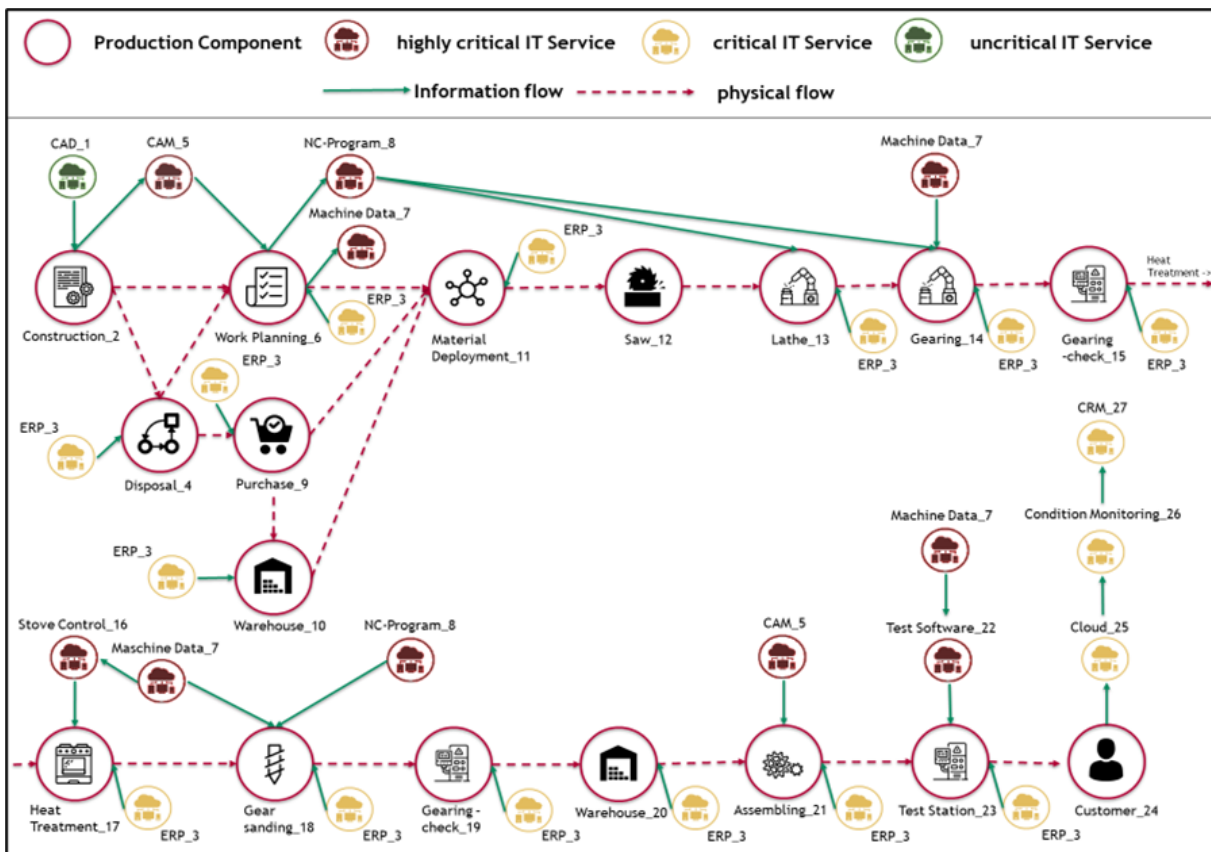 Production Component
highly critical IT Service
critical IT Service
uncritical IT Service
Information flow
physical flow
CAD_1
CAM_5
NC-Program_8
Machine Data_7
Machine Data_7
ERP_3
Heat
Treatment ->
Construction_2
Work Planning_6
ERP_3
Material
Deployment_11
Saw_12
Lathe_13
ERP_3
Gearing_14
ERP_3
Gearing
-check_15
ERP_3
ERP_3
CRM_27
ERP_3
Disposal_4
Purchase_9
Machine Data_7
Condition Monitoring_26
ERP_3
Warehouse_10
Stove Control_16
Maschine Data_7
NC-Program_8
CAM_5
Test Software_22
Cloud_25
Heat
Treatment_17
ERP_3
Gear
sanding_18
ERP_3
Gearing -
check_19
ERP_3
Warehouse_20
ERP_3
Assembling_21
ERP_3
Test Station_23
ERP_3
Customer_24